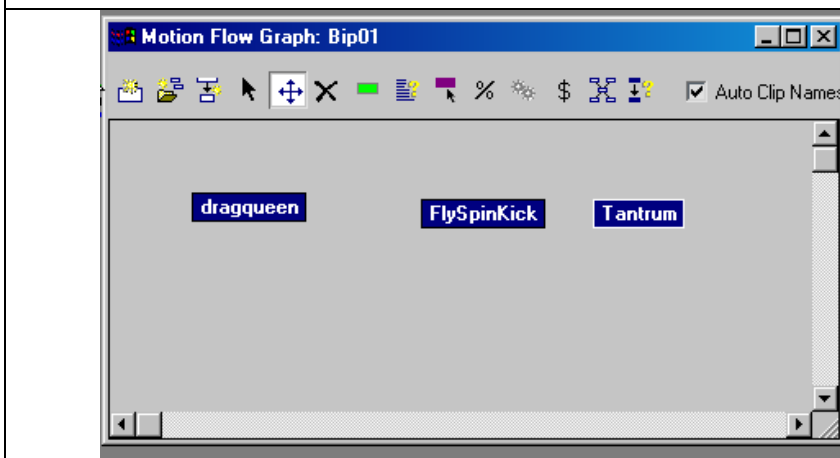 Motion Flow Graph: Bip01
% $ Auto Clip Names
dragqueen FlySpinKick Tantrum